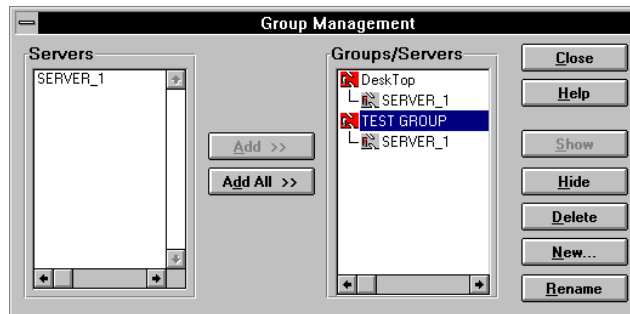 Group Management
Servers
SERVER_1
Add >>
Add All >>
Groups/Servers
DeskTop
SERVER_1
TEST GROUP
SERVER_1
Close
Help
Show
Hide
Delete
New...
Rename